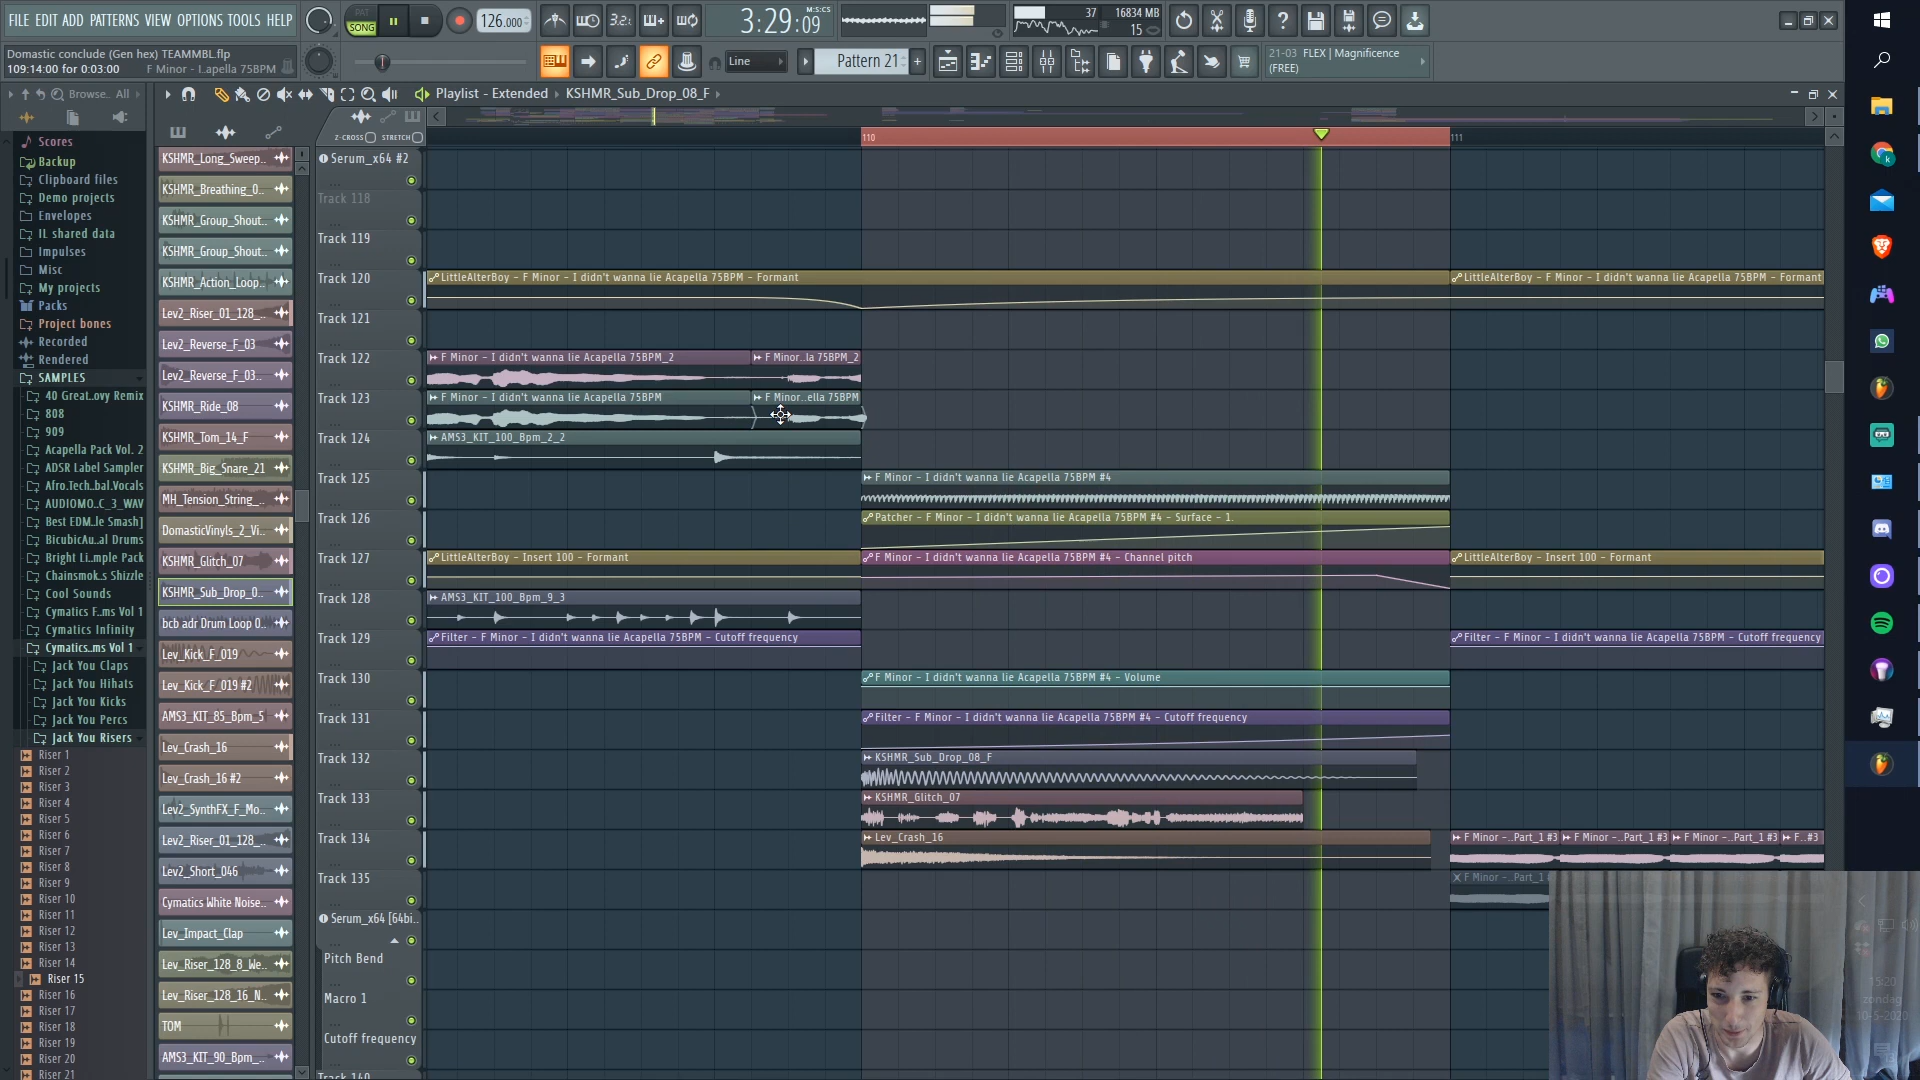 FILE EDIT ADD PATTERNS VIEW OPTIONS TOOLS HELP
PAT
SONG
126.000
3.2.
M:S:CS
3:29:09
37
16834 MB
15
Domastic conclude (Gen hex) TEAMMBL.flp
109:14:00 for 0:03:00
F Minor - I..apella 75BPM
Line
Pattern 21
+
21-03 FLEX | Magnificence
(FREE)
Browse.. All
Playlist - Extended
KSHMR_Sub_Drop_08_F
Z-CROSS
STRETCH
110
111
Scores
Backup
Clipboard files
Demo projects
Envelopes
IL shared data
Impulses
Misc
My projects
Packs
Project bones
Recorded
Rendered
SAMPLES
40 Great..ovy Remix
808
909
Acapella Pack Vol. 2
ADSR Label Sampler
Afro.Tech..bal.Vocals
AUDIOMO..C_3_WAV
Best EDM..le Smash]
BicubicAu..al Drums
Bright Li..mple Pack
Chainsmok..s Shizzle
Cool Sounds
Cymatics F..ms Vol 1
Cymatics Infinity
Cymatics..ms Vol 1
Jack You Claps
Jack You Hihats
Jack You Kicks
Jack You Percs
Jack You Risers
Riser 1
Riser 2
Riser 3
Riser 4
Riser 5
Riser 6
Riser 7
Riser 8
Riser 9
Riser 10
Riser 11
Riser 12
Riser 13
Riser 14
Riser 15
Riser 16
Riser 17
Riser 18
Riser 19
Riser 20
Riser 21
KSHMR_Long_Sweep..
KSHMR_Breathing_0..
KSHMR_Group_Shout..
KSHMR_Group_Shout..
KSHMR_Action_Loop..
Lev2_Riser_01_128_..
Lev2_Reverse_F_03
Lev2_Reverse_F_03..
KSHMR_Ride_08
KSHMR_Tom_14_F
KSHMR_Big_Snare_21
MH_Tension_String_..
DomasticVinyls_2_Vi..
KSHMR_Glitch_07
KSHMR_Sub_Drop_0..
bcb adr Drum Loop 0..
Lev_Kick_F_019
Lev_Kick_F_019 #2
AMS3_KIT_85_Bpm_5
Lev_Crash_16
Lev_Crash_16 #2
Lev2_SynthFX_F_Mo..
Lev2_Riser_01_128_..
Lev2_Short_046
Cymatics White Noise..
Lev_Impact_Clap
Lev_Riser_128_8_We..
Lev_Riser_128_16_N..
TOM
AMS3_KIT_90_Bpm_..
Serum_x64 #2
Track 118
Track 119
Track 120
LittleAlterBoy - F Minor - I didn't wanna lie Acapella 75BPM - Formant
LittleAlterBoy - F Minor - I didn't wanna lie Acapella 75BPM - Formant
Track 121
Track 122
F Minor - I didn't wanna lie Acapella 75BPM_2
F Minor..la 75BPM_2
Track 123
F Minor - I didn't wanna lie Acapella 75BPM
F Minor..ella 75BPM
Track 124
AMS3_KIT_100_Bpm_2_2
Track 125
F Minor - I didn't wanna lie Acapella 75BPM #4
Track 126
Patcher - F Minor - I didn't wanna lie Acapella 75BPM #4 - Surface - 1.
Track 127
LittleAlterBoy - Insert 100 - Formant
F Minor - I didn't wanna lie Acapella 75BPM #4 - Channel pitch
LittleAlterBoy - Insert 100 - Formant
Track 128
AMS3_KIT_100_Bpm_9_3
Track 129
Filter - F Minor - I didn't wanna lie Acapella 75BPM - Cutoff frequency
Filter - F Minor - I didn't wanna lie Acapella 75BPM - Cutoff frequency
Track 130
F Minor - I didn't wanna lie Acapella 75BPM #4 - Volume
Track 131
Filter - F Minor - I didn't wanna lie Acapella 75BPM #4 - Cutoff frequency
Track 132
KSHMR_Sub_Drop_08_F
Track 133
KSHMR_Glitch_07
Track 134
Lev_Crash_16
F Minor -..Part_1 #3
F Minor -..Part_1 #3
F Minor -..Part_1 #3
F..#3
Track 135
F Minor -..Part_1
Serum_x64 [64bi..
Pitch Bend
Macro 1
Cutoff frequency
Track 140
15:20
zondag